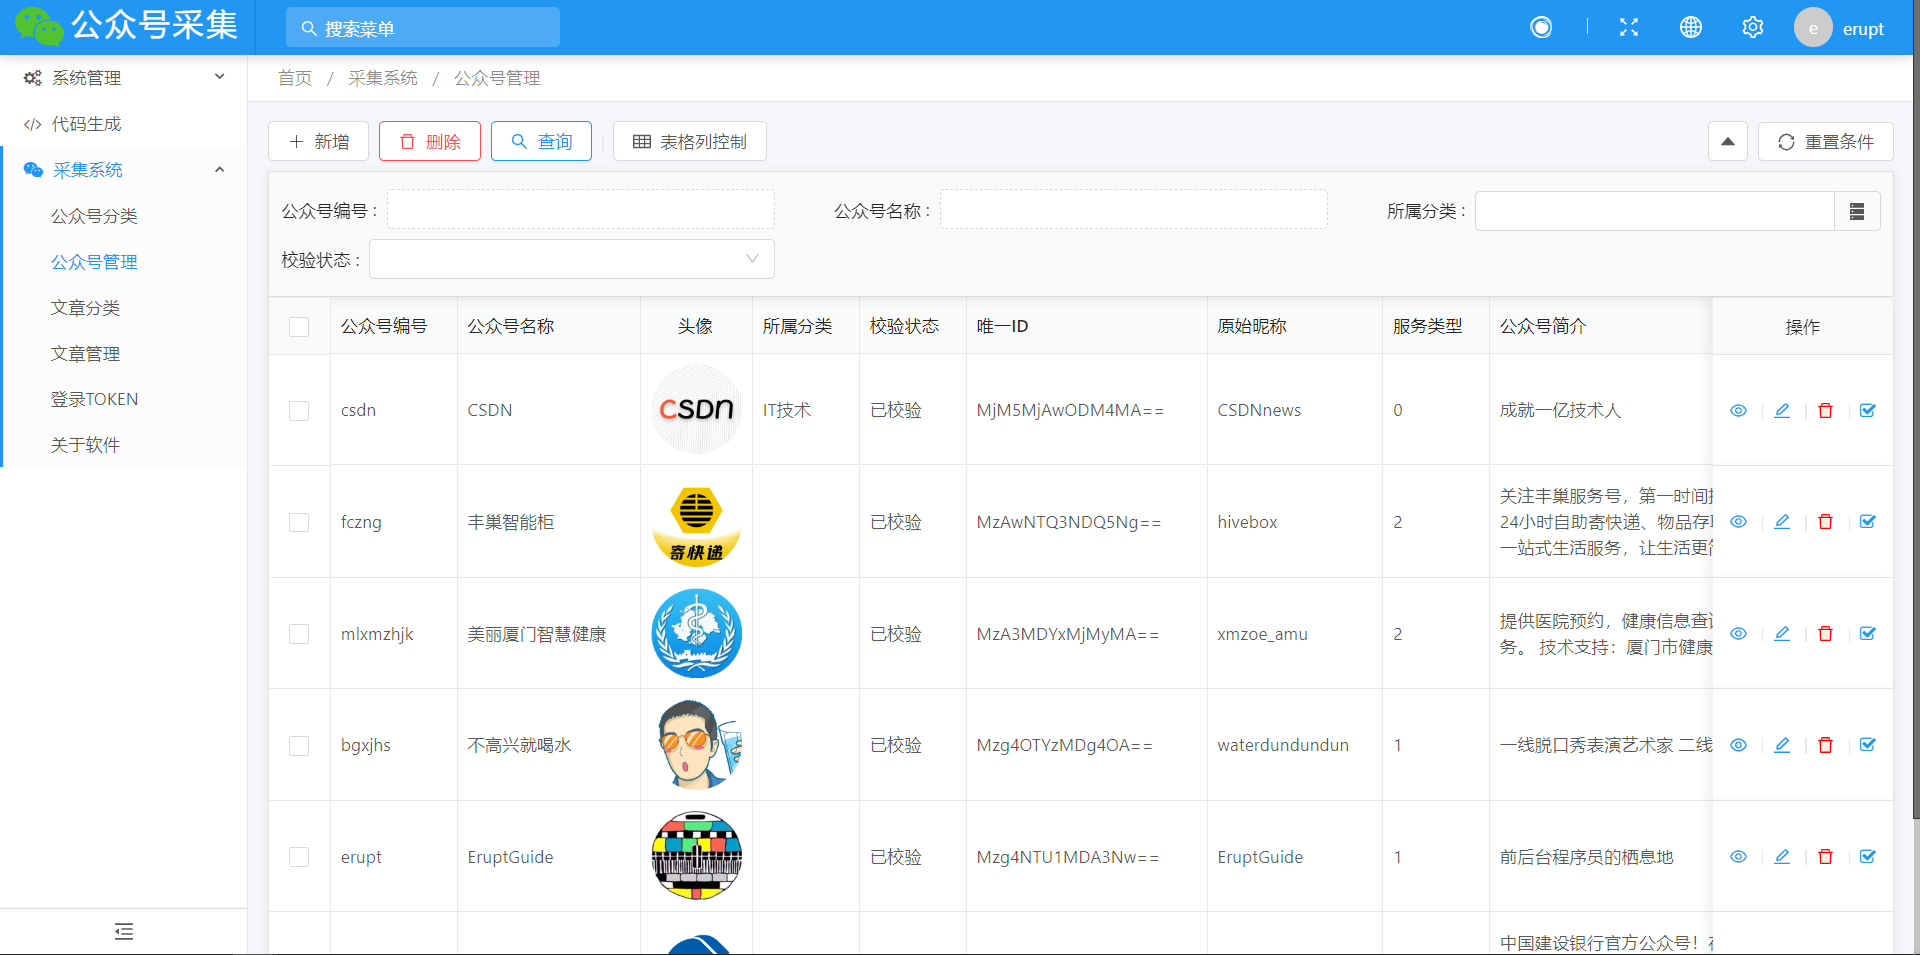 公众号采集
搜索菜单
e
erupt
系统管理
代码生成
采集系统
公众号分类
公众号管理
文章分类
文章管理
登录TOKEN
关于软件
首页 / 采集系统 / 公众号管理
新增
删除
查询
表格列控制
重置条件
公众号编号 :
公众号名称 :
所属分类 :
校验状态 :
公众号编号 公众号名称 头像 所属分类 校验状态 唯一ID 原始昵称 服务类型 公众号简介 操作
csdn CSDN CSDN IT技术 已校验 MjM5MjAwODM4MA== CSDNnews 0 成就一亿技术人
fczng 丰巢智能柜 寄快递 已校验 MzAwNTQ3NDQ5Ng== hivebox 2
关注丰巢服务号，第一时间
24小时自助寄快递、物品存
一站式生活服务，让生活更
mlxmzhjk 美丽厦门智慧健康 已校验 MzA3MDYxMjMyMA== xmzoe_amu 2
提供医院预约，健康信息查
务。 技术支持：厦门市健康
bgxjhs 不高兴就喝水 已校验 Mzg4OTYzMDg4OA== waterdundundun 1 一线脱口秀表演艺术家 二线
erupt EruptGuide 已校验 Mzg4NTU1MDA3Nw== EruptGuide 1 前后台程序员的栖息地
中国建设银行官方公众号！